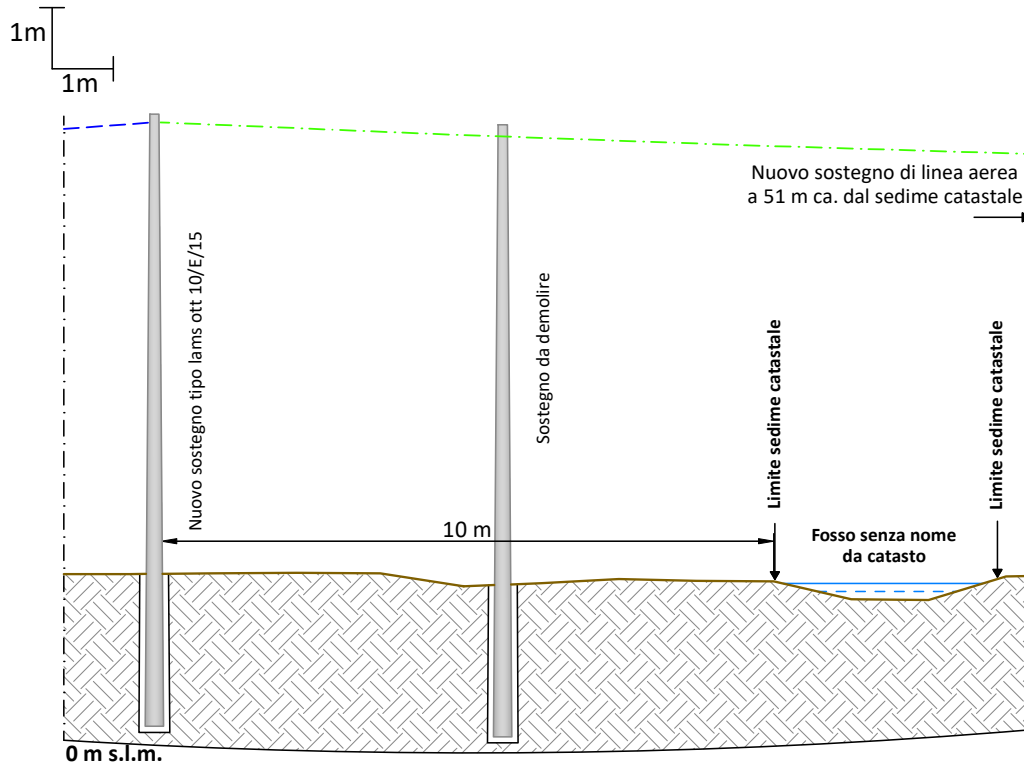 1m
1m
Nuovo sostegno di linea aerea
a 51 m ca. dal sedime catastale
Nuovo sostegno tipo lams ott 10/E/15
Sostegno da demolire
Limite sedime catastale
Limite sedime catastale
10 m
Fosso senza nome
da catasto
0 m s.l.m.